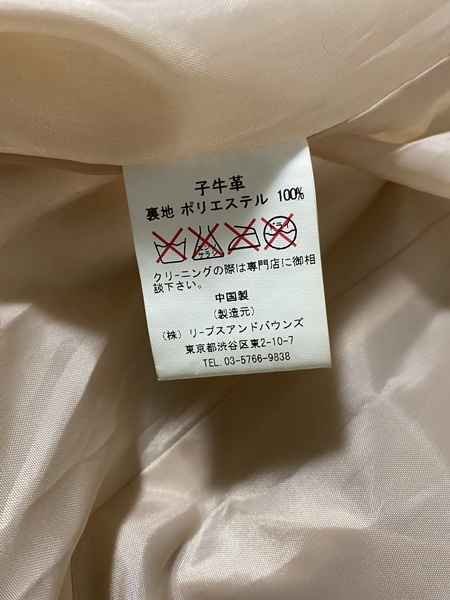 子牛革
裏地 ポリエステル 100%
クリーニングの際は専門店に御相
談下さい。
中国製
(製造元)
(株) リーブスアンドバウンズ
東京都渋谷区東2-10-7
TEL. 03-5766-9838